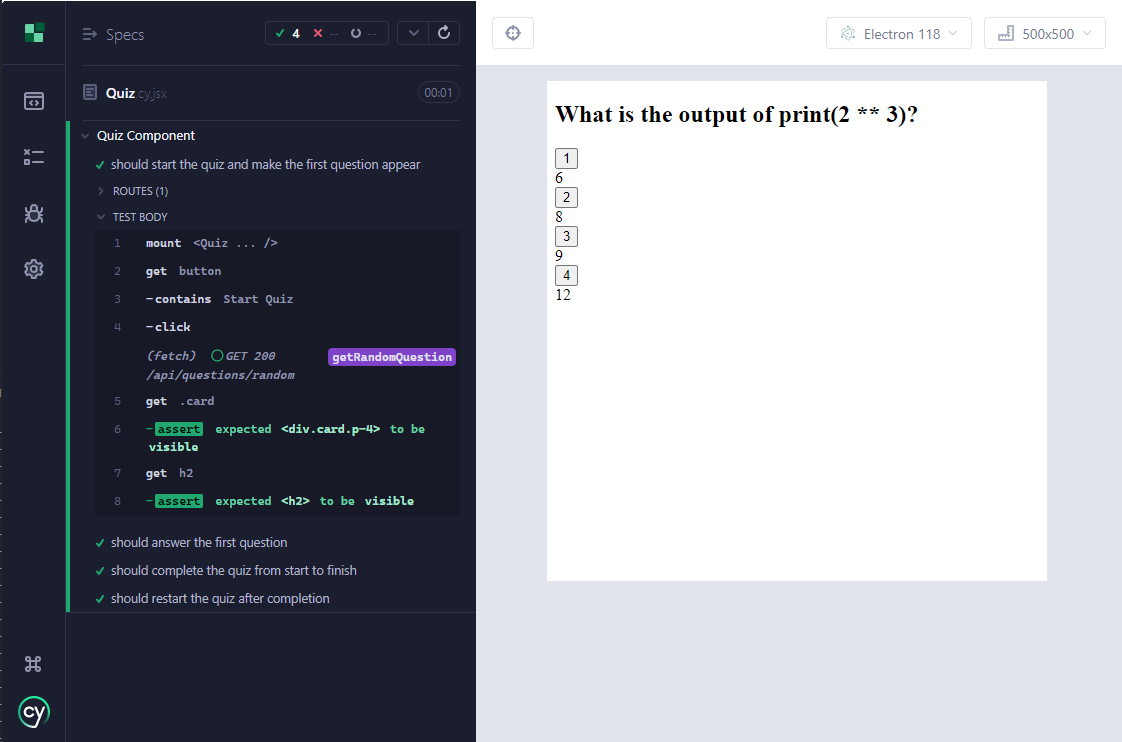 Specs
4 -- --
Quiz.cy.jsx
00:01
Quiz Component
should start the quiz and make the first question appear
ROUTES (1)
TEST BODY
1 mount <Quiz ... />
2 get button
3 -contains Start Quiz
4 -click
(fetch) GET 200 getRandomQuestion
/api/questions/random
5 get .card
6 -assert expected <div.card.p-4> to be
visible
7 get h2
8 -assert expected <h2> to be visible
should answer the first question
should complete the quiz from start to finish
should restart the quiz after completion
cy
Electron 118
500x500
What is the output of print(2 ** 3)?
1
6
2
8
3
9
4
12